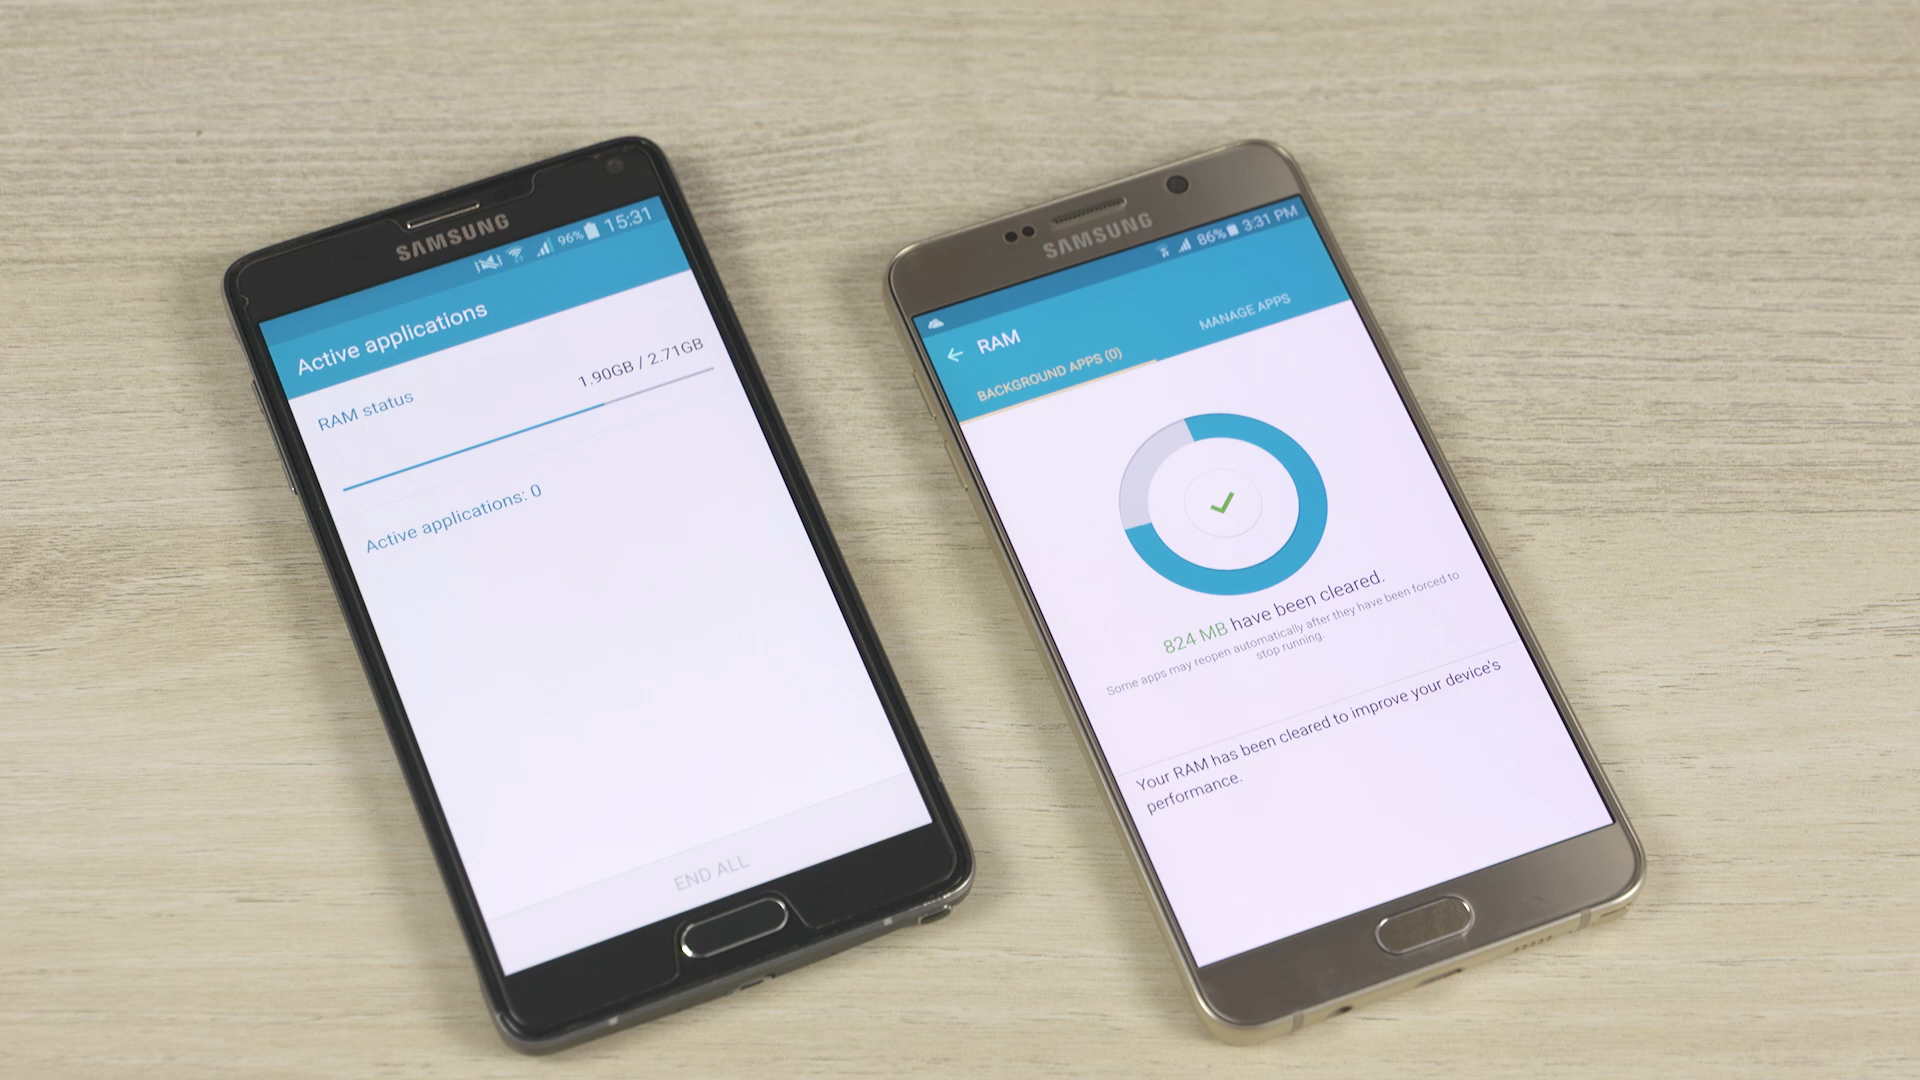 SAMSUNG
96% 15:31
Active applications
RAM status
1.90GB / 2.71GB
Active applications: 0
END ALL
SAMSUNG
86% 3:31 PM
RAM
BACKGROUND APPS (0)
MANAGE APPS
824 MB have been cleared.
Some apps may reopen automatically after they have been forced to
stop running.
Your RAM has been cleared to improve your device's
performance.